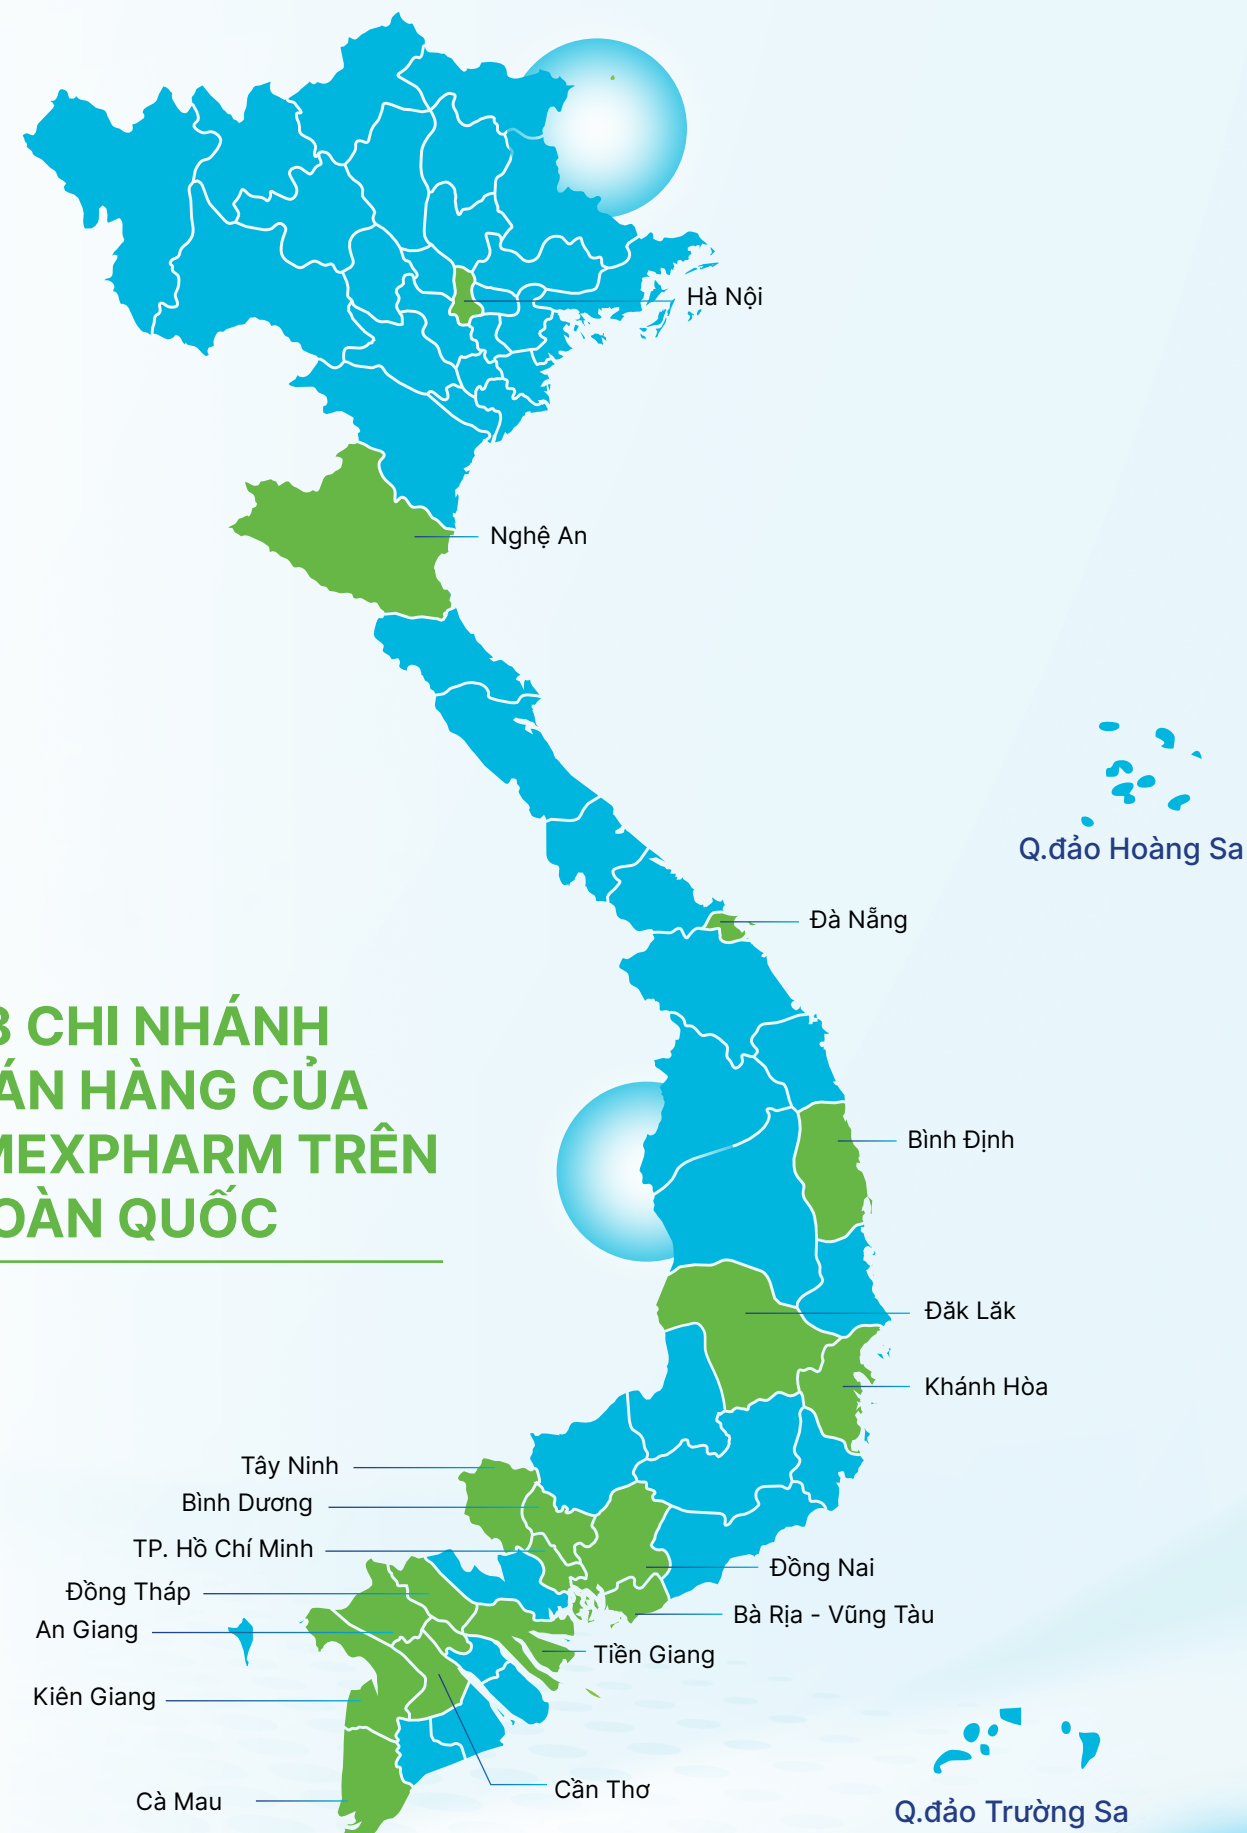 Hà Nội
Nghệ An
Q.đảo Hoàng Sa
Đà Nẵng
CHI NHÁNH
ÁN HÀNG CỦA
MEXPHARM TRÊN
OÀN QUỐC
Bình Định
Đăk Lăk
Khánh Hòa
Tây Ninh
Bình Dương
TP. Hồ Chí Minh
Đồng Nai
Đồng Tháp
Bà Rịa - Vũng Tàu
An Giang
Tiền Giang
Kiên Giang
Cần Thơ
Cà Mau
Q.đảo Trường Sa